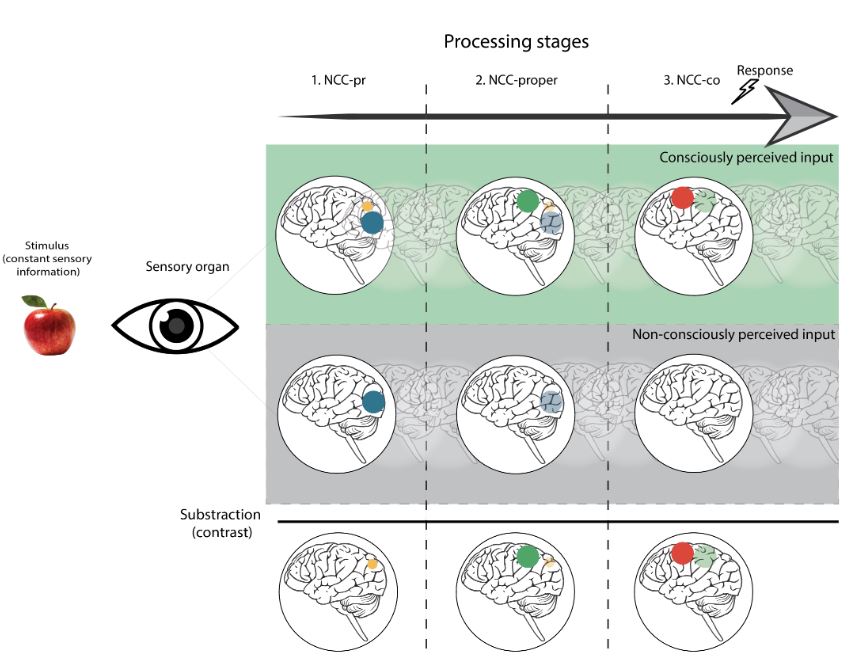 Processing stages
1. NCC-pr
2. NCC-proper
3. NCC-co
Response
Consciously perceived input
Stimulus
(constant sensory
information)
Sensory organ
Non-consciously perceived input
Substraction
(contrast)